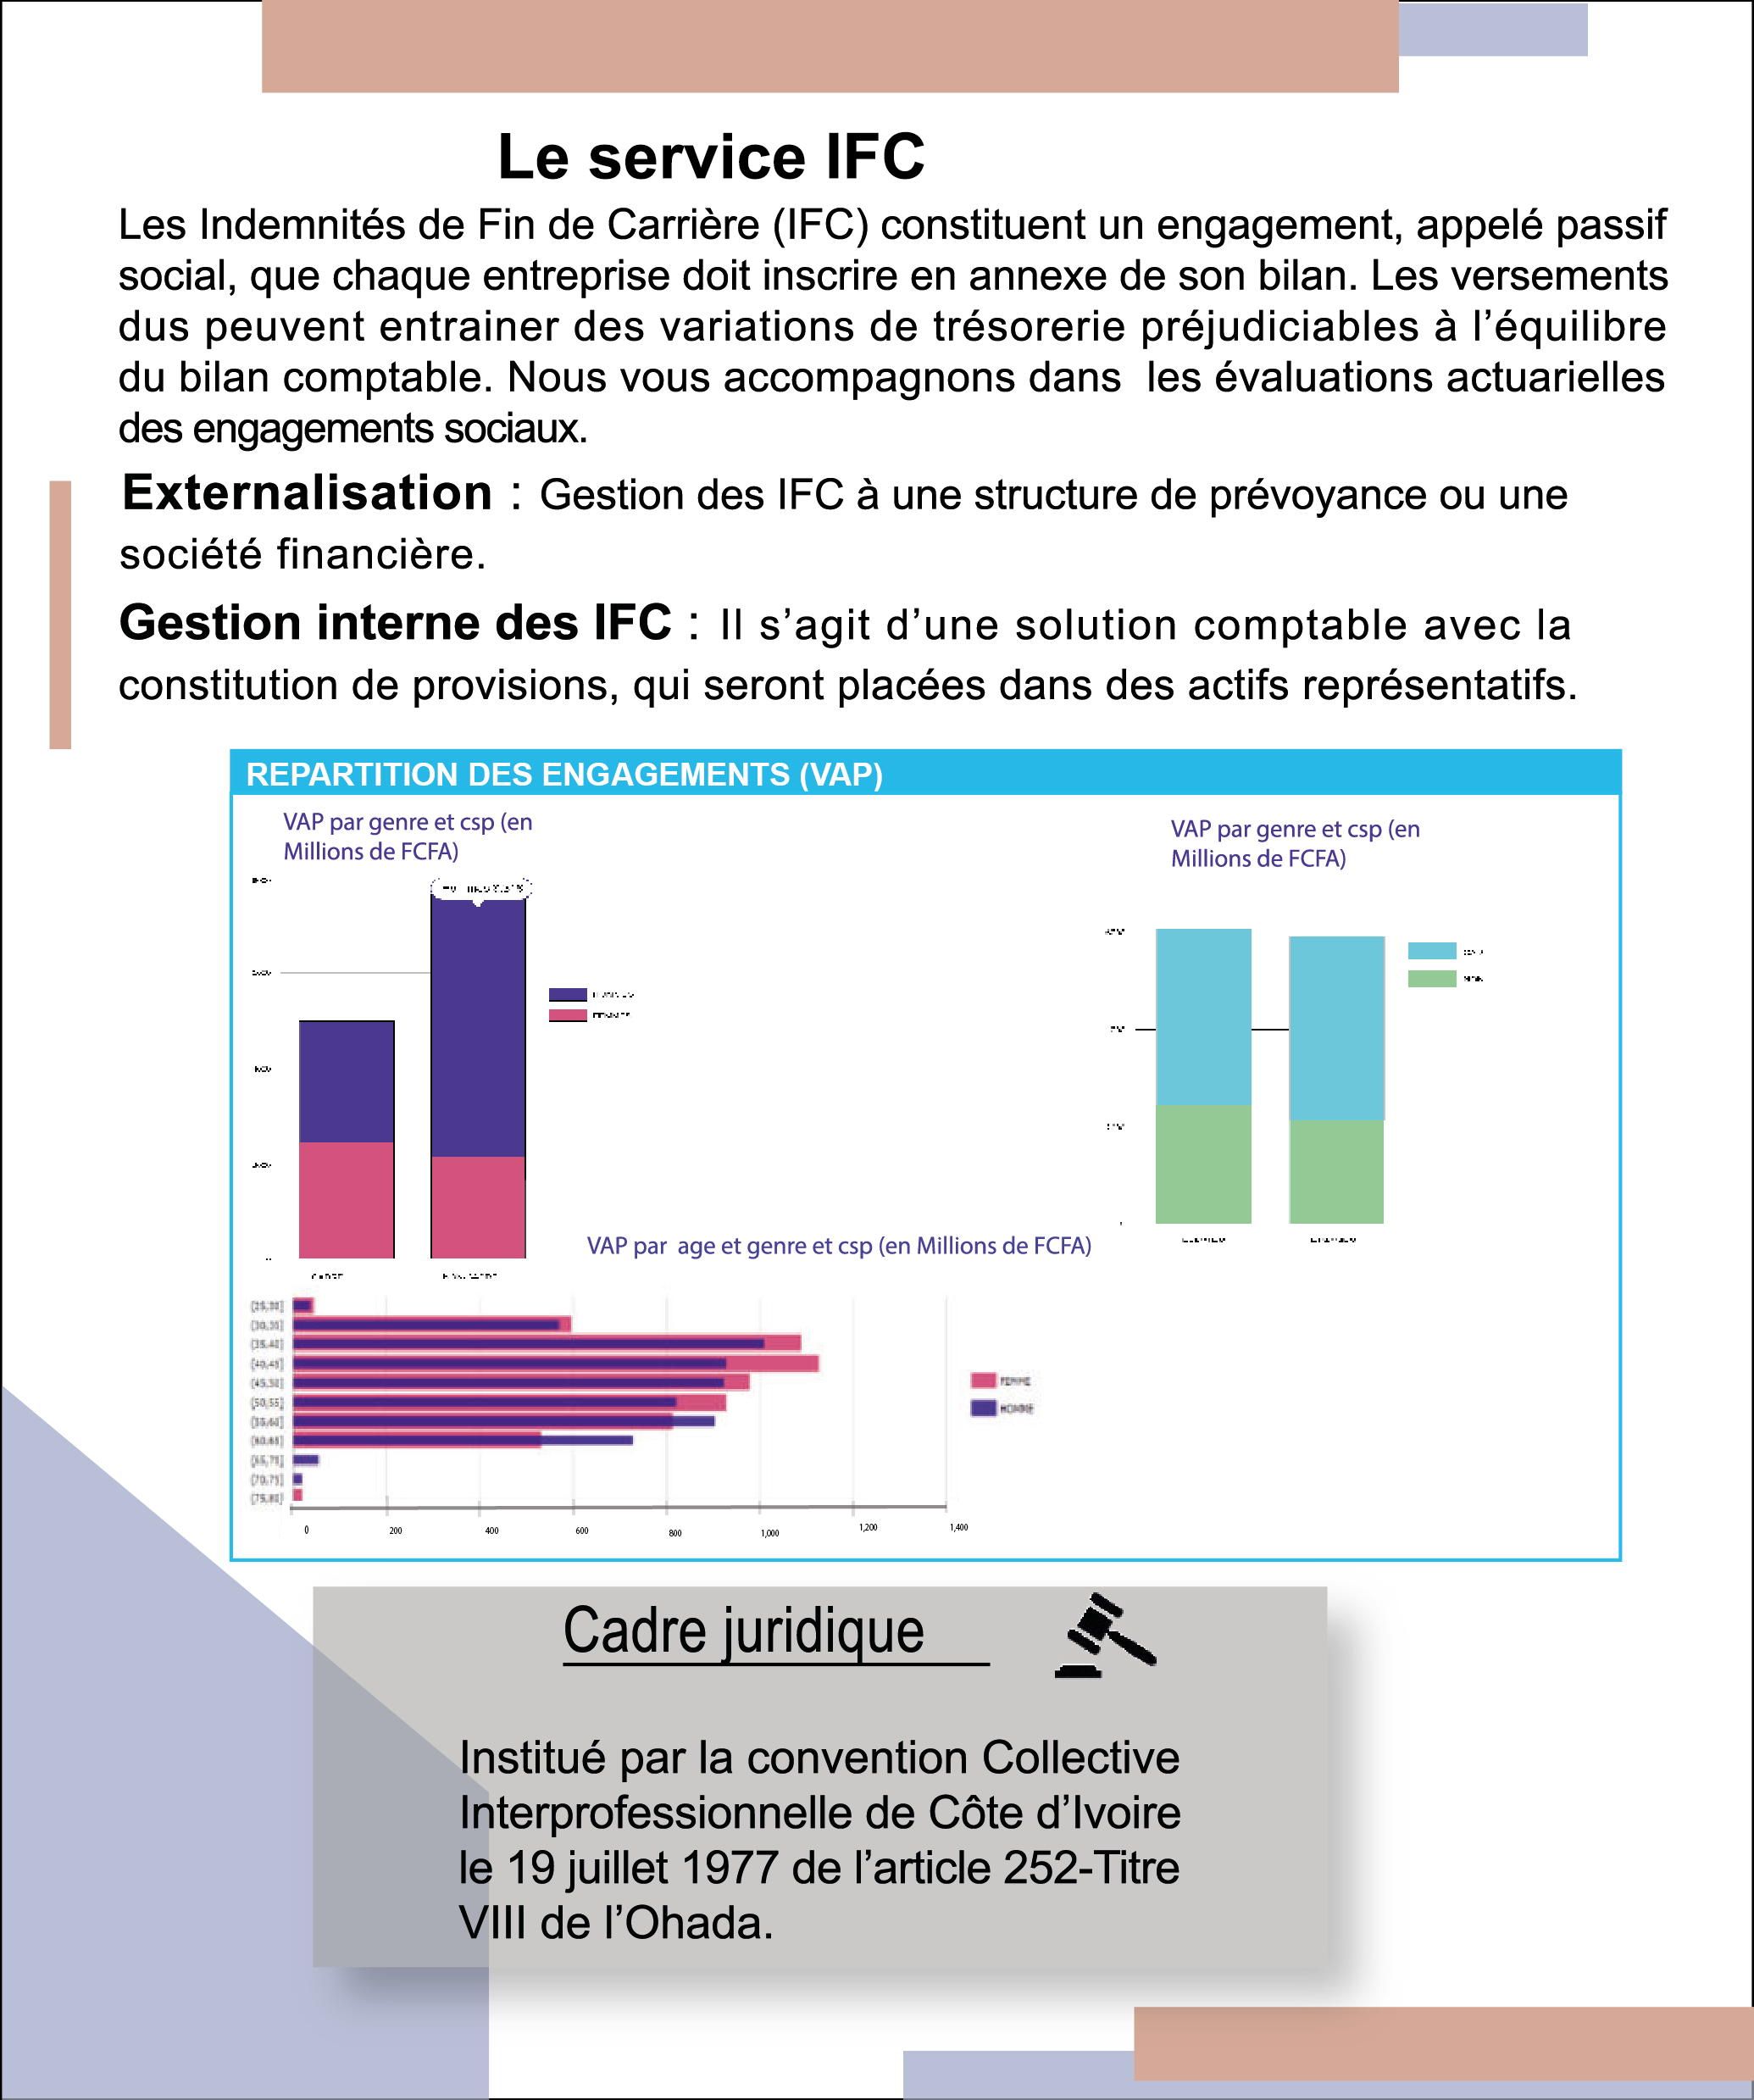 Le service IFC
Les Indemnités de Fin de Carrière (IFC) constituent un engagement, appelé passif
social, que chaque entreprise doit inscrire en annexe de son bilan. Les versements
dus peuvent entrainer des variations de trésorerie préjudiciables à l’équilibre
du bilan comptable. Nous vous accompagnons dans les évaluations actuarielles
des engagements sociaux.
Externalisation : Gestion des IFC à une structure de prévoyance ou une
société financière.
Gestion interne des IFC : Il s’agit d’une solution comptable avec la
constitution de provisions, qui seront placées dans des actifs représentatifs.
REPARTITION DES ENGAGEMENTS (VAP)
VAP par genre et csp (en
Millions de FCFA)
VAP par genre et csp (en
Millions de FCFA)
VAP par age et genre et csp (en Millions de FCFA)
[25,30]
[30,35]
[35,40]
[40,45]
[45,50]
[50,55]
[55,60]
[60,65]
[70,75]
[75,80]
FEMME
HOMME
0 200 400 600 800 1,000 1,200 1,400
Cadre juridique
Institué par la convention Collective
Interprofessionnelle de Côte d’Ivoire
le 19 juillet 1977 de l’article 252-Titre
VIII de l’Ohada.